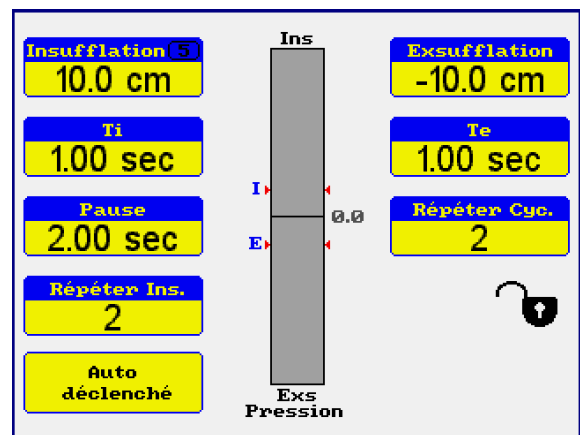 Insufflation 5
10.0 cm
Ti
1.00 sec
Pause
2.00 sec
Répéter Ins.
2
Auto
déclenché
Ins
I
0.0
E
Exs
Pression
Exsufflation
-10.0 cm
Te
1.00 sec
Répéter Cyc.
2